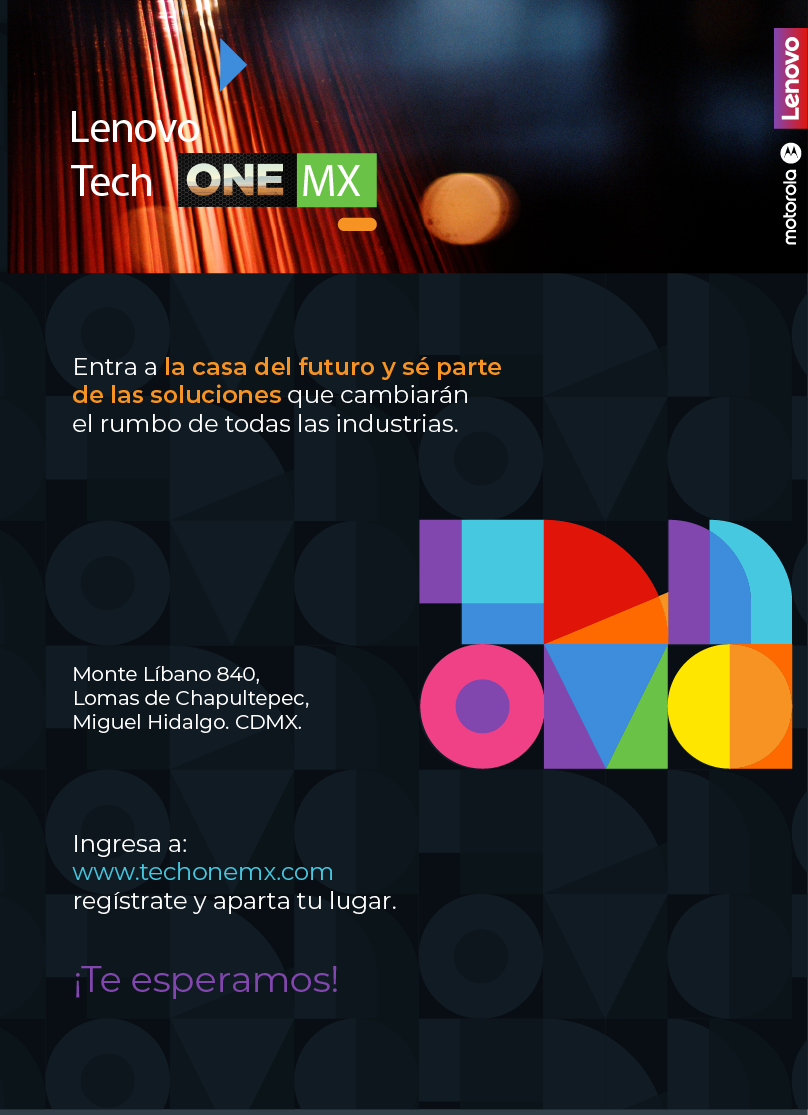 Lenovo
Tech ONE MX
Lenovo
motorola
Entra a la casa del futuro y sé parte
de las soluciones que cambiarán
el rumbo de todas las industrias.
Monte Líbano 840,
Lomas de Chapultepec,
Miguel Hidalgo. CDMX.
Ingresa a:
www.techonemx.com
regístrate y aparta tu lugar.
¡Te esperamos!